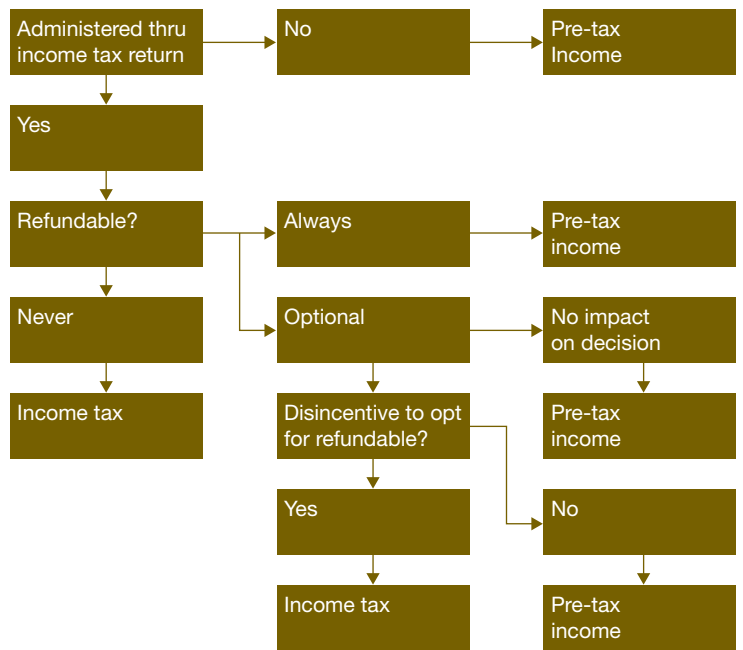 Administered thru
income tax return
No
Pre-tax
Income
Yes
Refundable?
Always
Pre-tax
income
Never
Optional
No impact
on decision
Income tax
Disincentive to opt
for refundable?
Pre-tax
income
Yes
No
Income tax
Pre-tax
income